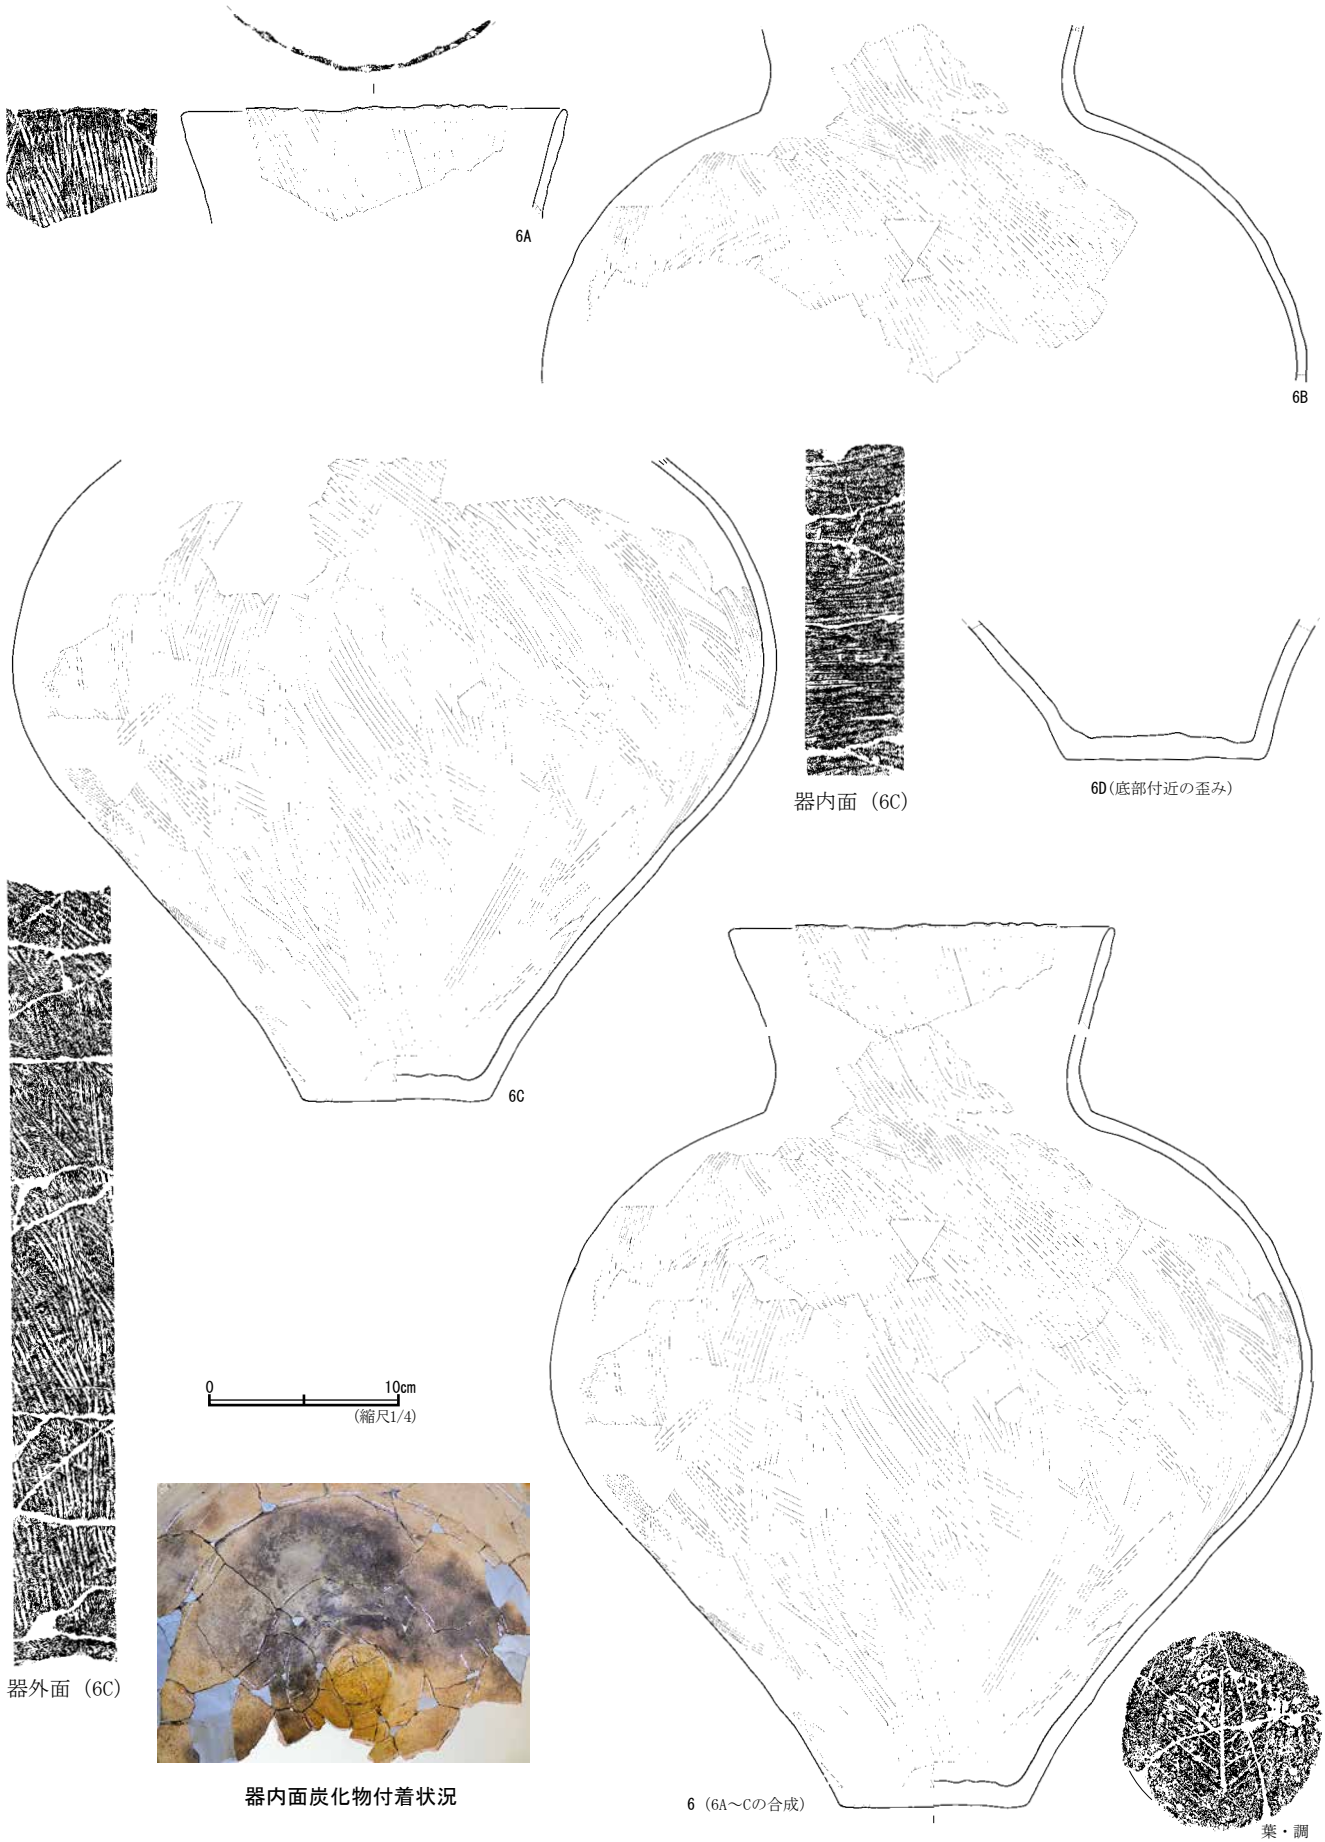 6A
6B
器内面 (6C)
6D(底部付近の歪み)
6C
0 10cm
(縮尺1/4)
器外面 (6C)
器内面炭化物付着状況
6 (6A～Cの合成)
葉・調